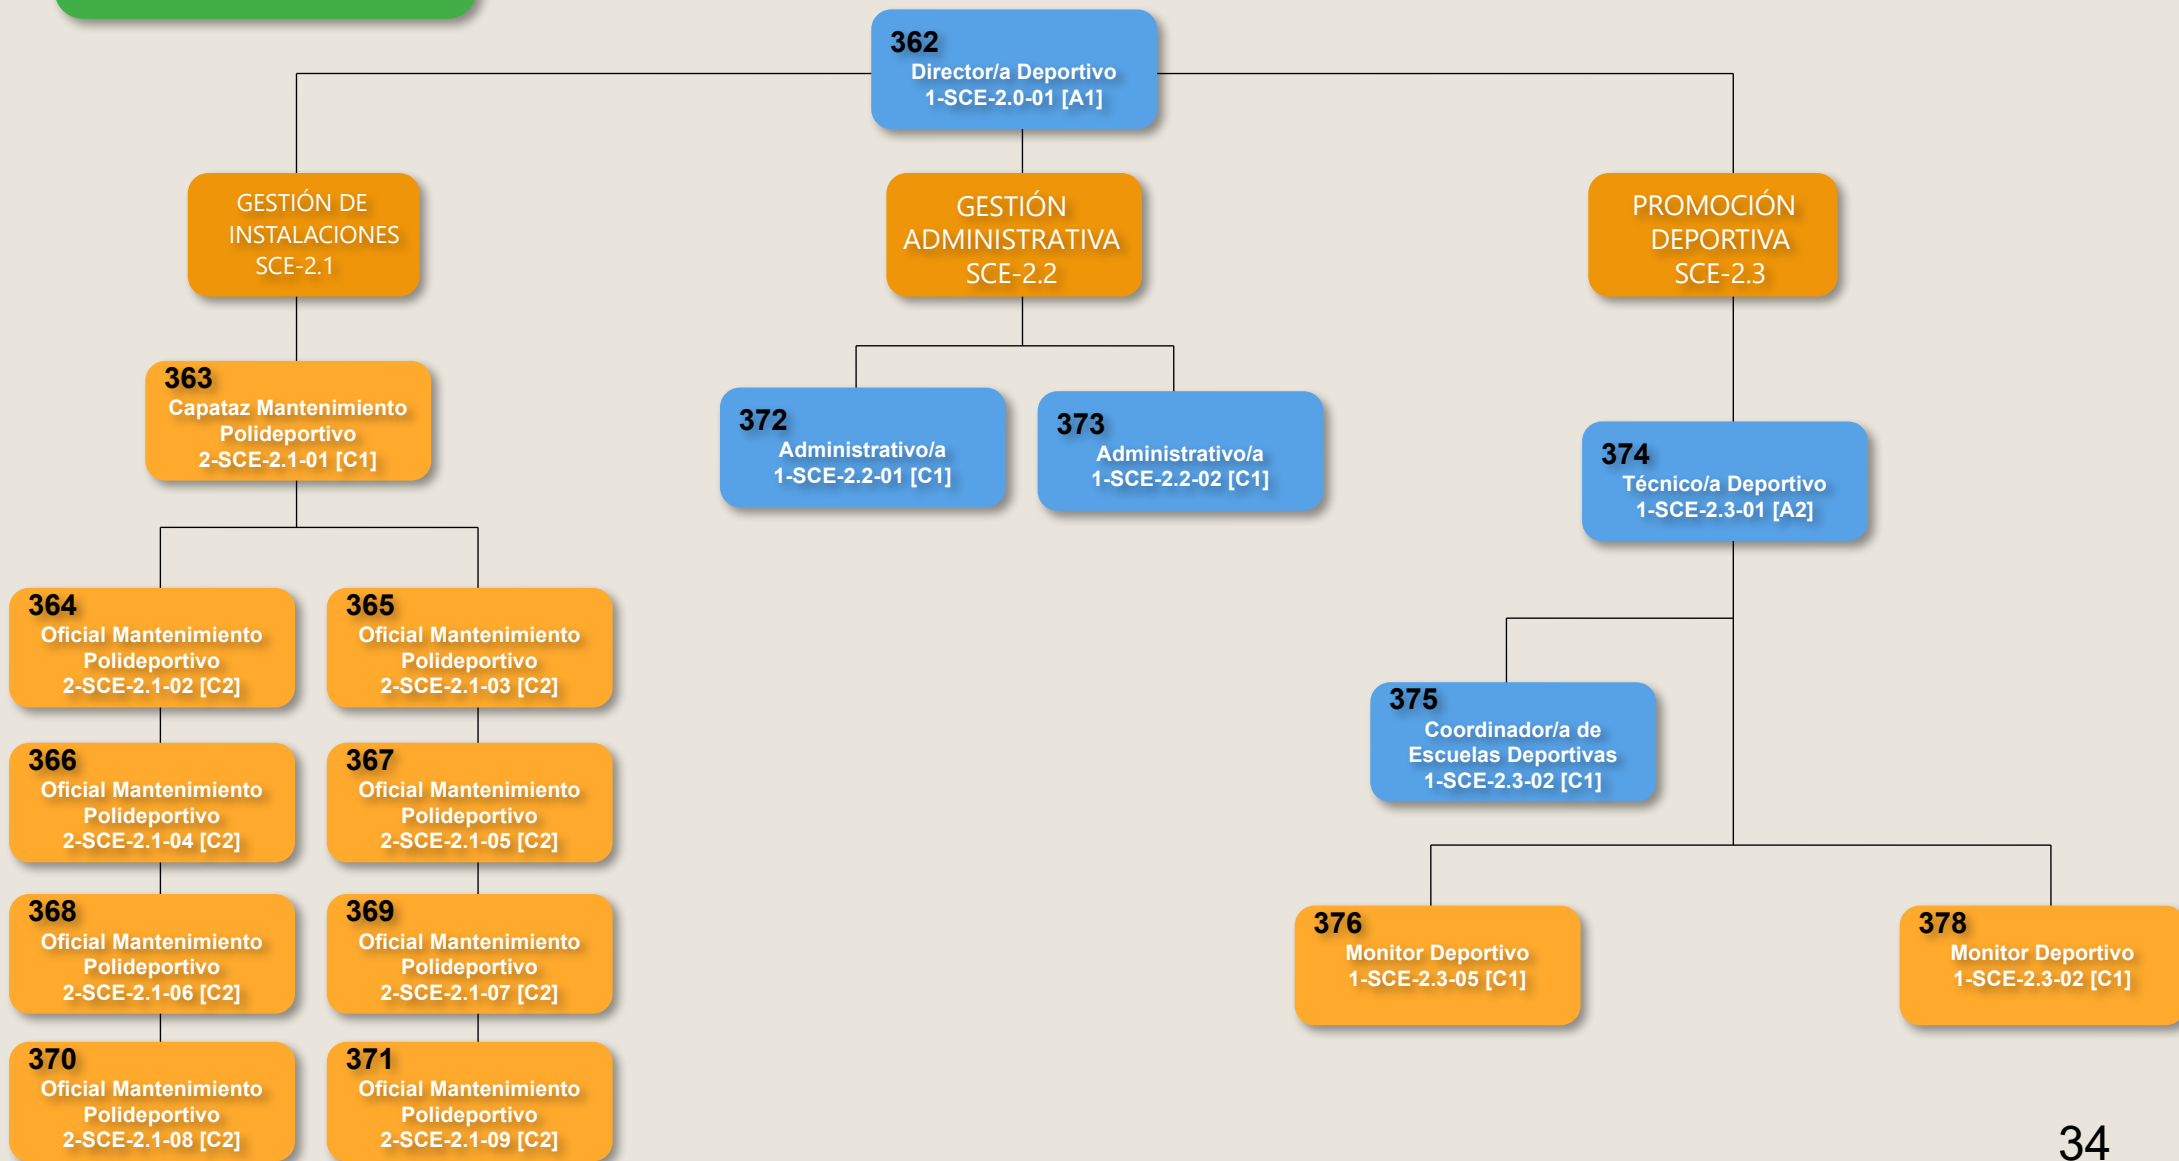 362
Director/a Deportivo
1-SCE-2.0-01 [A1]
GESTIÓN DE
INSTALACIONES
SCE-2.1
GESTIÓN
ADMINISTRATIVA
SCE-2.2
PROMOCIÓN
DEPORTIVA
SCE-2.3
363
Capataz Mantenimiento
Polideportivo
2-SCE-2.1-01 [C1]
372
Administrativo/a
1-SCE-2.2-01 [C1]
373
Administrativo/a
1-SCE-2.2-02 [C1]
374
Técnico/a Deportivo
1-SCE-2.3-01 [A2]
364
Oficial Mantenimiento
Polideportivo
2-SCE-2.1-02 [C2]
365
Oficial Mantenimiento
Polideportivo
2-SCE-2.1-03 [C2]
375
Coordinador/a de
Escuelas Deportivas
1-SCE-2.3-02 [C1]
366
Oficial Mantenimiento
Polideportivo
2-SCE-2.1-04 [C2]
367
Oficial Mantenimiento
Polideportivo
2-SCE-2.1-05 [C2]
368
Oficial Mantenimiento
Polideportivo
2-SCE-2.1-06 [C2]
369
Oficial Mantenimiento
Polideportivo
2-SCE-2.1-07 [C2]
376
Monitor Deportivo
1-SCE-2.3-05 [C1]
378
Monitor Deportivo
1-SCE-2.3-02 [C1]
370
Oficial Mantenimiento
Polideportivo
2-SCE-2.1-08 [C2]
371
Oficial Mantenimiento
Polideportivo
2-SCE-2.1-09 [C2]
34